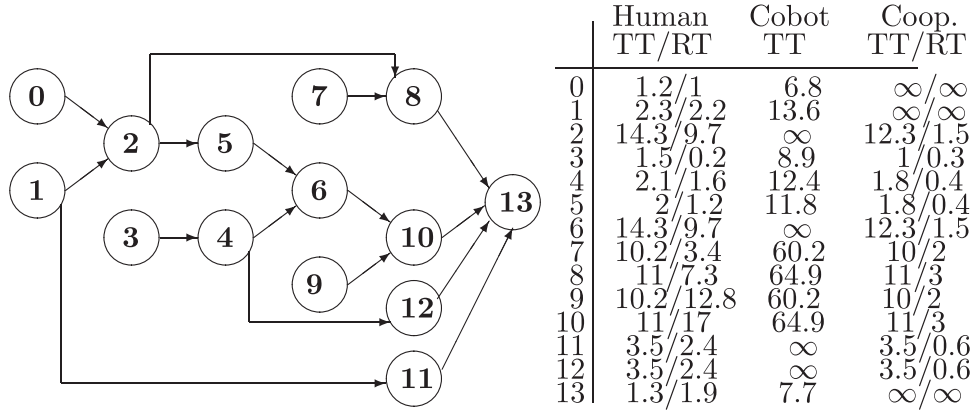 0
1
2
3
4
5
6
7
8
9
10
11
12
13
Human Cobot Coop.
TT/RT TT TT/RT
0 1.2/1 6.8 ∞/∞
1 2.3/2.2 13.6 ∞/∞
2 14.3/9.7 ∞ 12.3/1.5
3 1.5/0.2 8.9 1/0.3
4 2.1/1.6 12.4 1.8/0.4
5 2/1.2 11.8 1.8/0.4
6 14.3/9.7 ∞ 12.3/1.5
7 10.2/3.4 60.2 10/2
8 11/7.3 64.9 11/3
9 10.2/12.8 60.2 10/2
10 11/17 64.9 11/3
11 3.5/2.4 ∞ 3.5/0.6
12 3.5/2.4 ∞ 3.5/0.6
13 1.3/1.9 7.7 ∞/∞